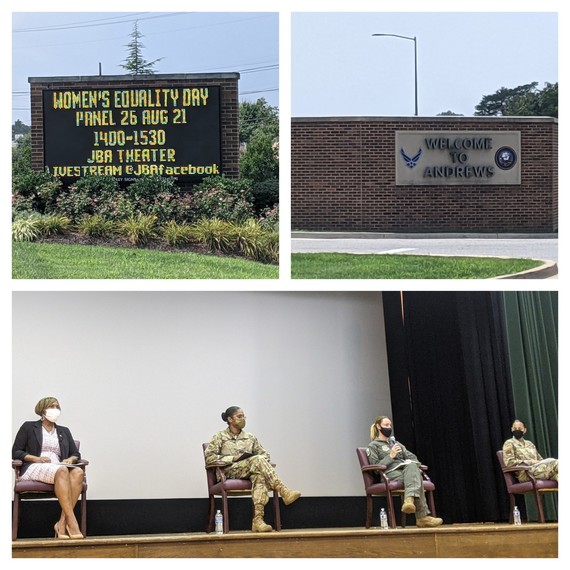 WOMEN'S EQUALITY DAY
PANEL 26 AUG 21
1400-1530
JBA THEATER
LIVESTREAM @JBAfacebook
WELCOME
TO
ANDREWS